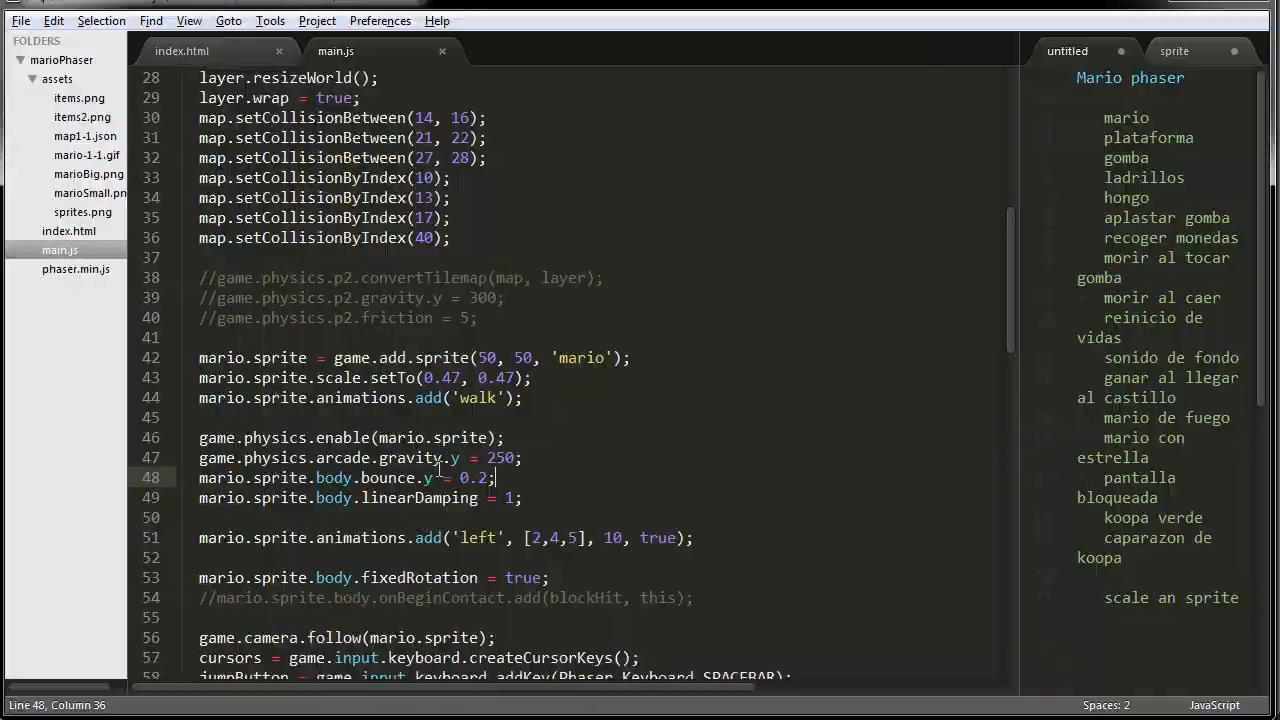 File Edit Selection Find View Goto Tools Project Preferences Help
FOLDERS
marioPhaser
assets
items.png
items2.png
map1-1.json
mario-1-1.gif
marioBig.png
marioSmall.pn
sprites.png
index.html
main.js
phaser.min.js
index.html × main.js ×
28 layer.resizeWorld();
29 layer.wrap = true;
30 map.setCollisionBetween(14, 16);
31 map.setCollisionBetween(21, 22);
32 map.setCollisionBetween(27, 28);
33 map.setCollisionByIndex(10);
34 map.setCollisionByIndex(13);
35 map.setCollisionByIndex(17);
36 map.setCollisionByIndex(40);
37
38 //game.physics.p2.convertTilemap(map, layer);
39 //game.physics.p2.gravity.y = 300;
40 //game.physics.p2.friction = 5;
41
42 mario.sprite = game.add.sprite(50, 50, 'mario');
43 mario.sprite.scale.setTo(0.47, 0.47);
44 mario.sprite.animations.add('walk');
45
46 game.physics.enable(mario.sprite);
47 game.physics.arcade.gravity.y = 250;
48 mario.sprite.body.bounce.y = 0.2;
49 mario.sprite.body.linearDamping = 1;
50
51 mario.sprite.animations.add('left', [2,4,5], 10, true);
52
53 mario.sprite.body.fixedRotation = true;
54 //mario.sprite.body.onBeginContact.add(blockHit, this);
55
56 game.camera.follow(mario.sprite);
57 cursors = game.input.keyboard.createCursorKeys();
58 jumpButton = game.input.keyboard.addKey(Phaser.Keyboard.SPACEBAR);
untitled sprite
Mario phaser
mario
plataforma
gomba
ladrillos
hongo
aplastar gomba
recoger monedas
morir al tocar
gomba
morir al caer
reinicio de
vidas
sonido de fondo
ganar al llegar
al castillo
mario de fuego
mario con
estrella
pantalla
bloqueada
koopa verde
caparazon de
koopa
scale an sprite
Line 48, Column 36
Spaces: 2 JavaScript